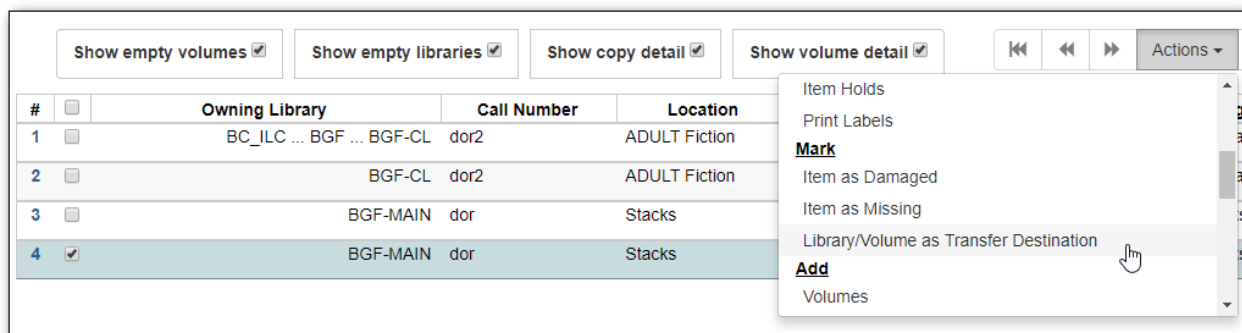 Show empty volumes
Show empty libraries
Show copy detail
Show volume detail
Actions
# Owning Library Call Number Location
1 BC_ILC ... BGF ... BGF-CL dor2 ADULT Fiction
2 BGF-CL dor2 ADULT Fiction
3 BGF-MAIN dor Stacks
4 BGF-MAIN dor Stacks
Item Holds
Print Labels
Mark
Item as Damaged
Item as Missing
Library/Volume as Transfer Destination
Add
Volumes